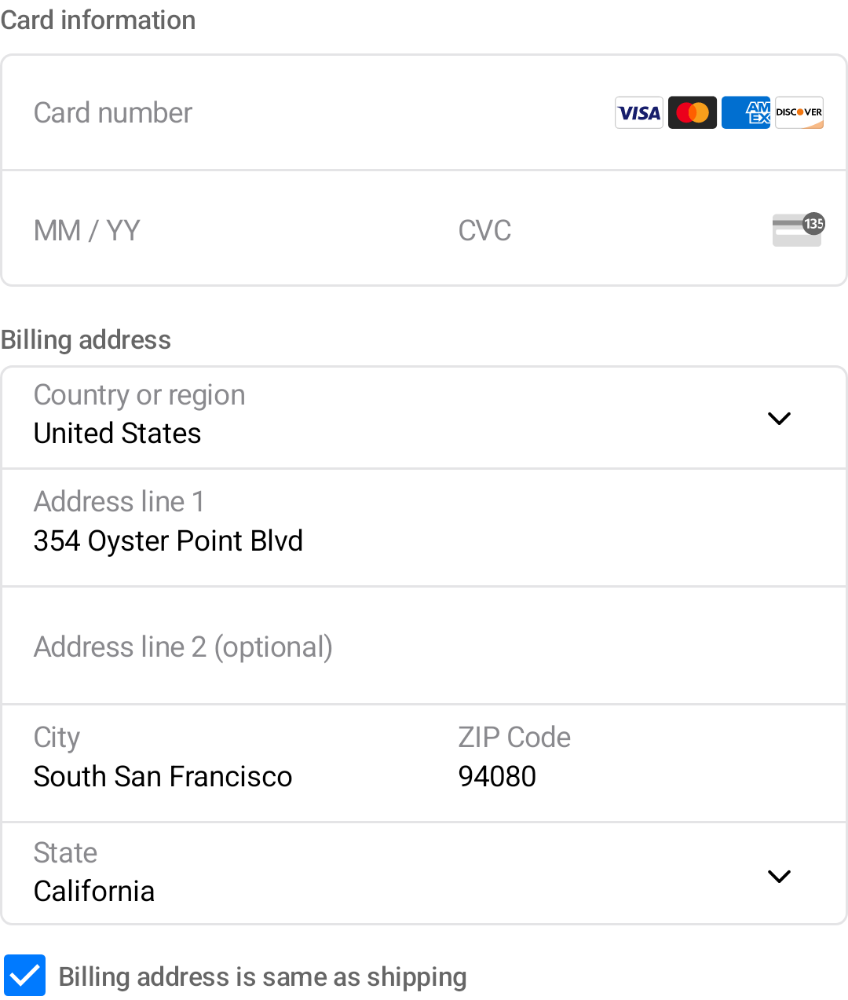 Card information
Card number VISA AMEX DISCOVER
MM / YY CVC 135
Billing address
Country or region
United States
Address line 1
354 Oyster Point Blvd
Address line 2 (optional)
City ZIP Code
South San Francisco 94080
State
California
Billing address is same as shipping